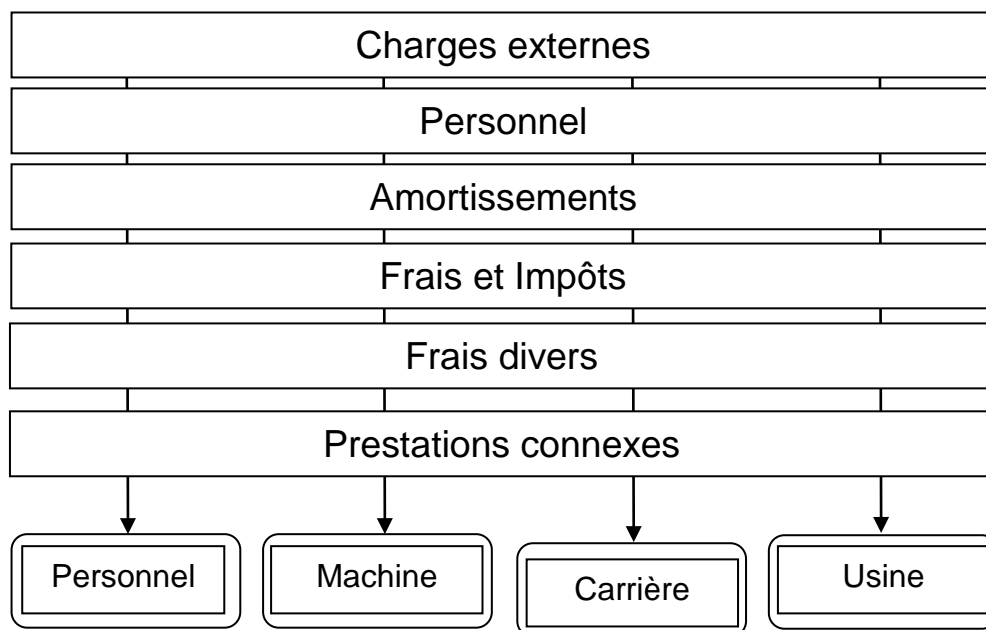 Charges externes
Personnel
Amortissements
Frais et Impôts
Frais divers
Prestations connexes
Personnel
Machine
Carrière
Usine